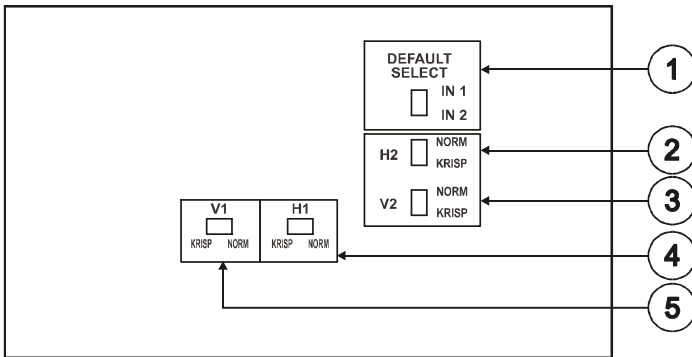 DEFAULT
SELECT
IN 1
IN 2
1
H2
NORM
KRISP
2
V2
NORM
KRISP
3
V1
KRISP NORM
H1
KRISP NORM
4
5